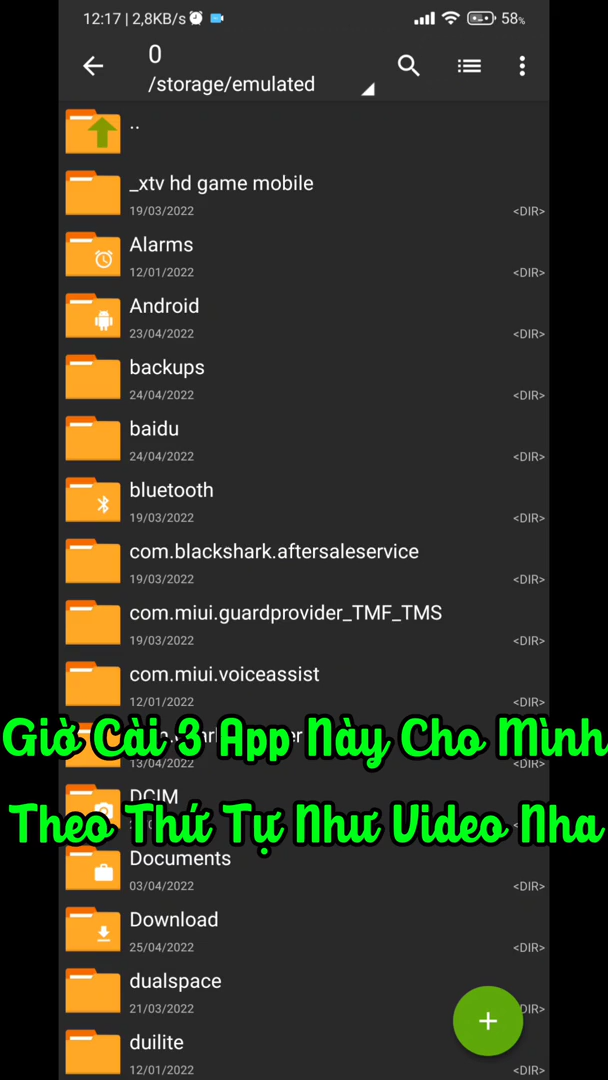 12:17 | 2,8KB/s
58%
0
/storage/emulated
..
_xtv hd game mobile
19/03/2022 <DIR>
Alarms
12/01/2022 <DIR>
Android
23/04/2022 <DIR>
backups
24/04/2022 <DIR>
baidu
24/04/2022 <DIR>
bluetooth
19/03/2022 <DIR>
com.blackshark.aftersaleservice
19/03/2022 <DIR>
com.miui.guardprovider_TMF_TMS
19/03/2022 <DIR>
com.miui.voiceassist
12/01/2022 <DIR>
Giờ Cài 3 App Này Cho Mình
13/04/2022 <DIR>
DCIM
Theo Thứ Tự Như Video Nha
Documents
03/04/2022 <DIR>
Download
25/04/2022 <DIR>
dualspace
21/03/2022 <DIR>
duilite
12/01/2022 <DIR>